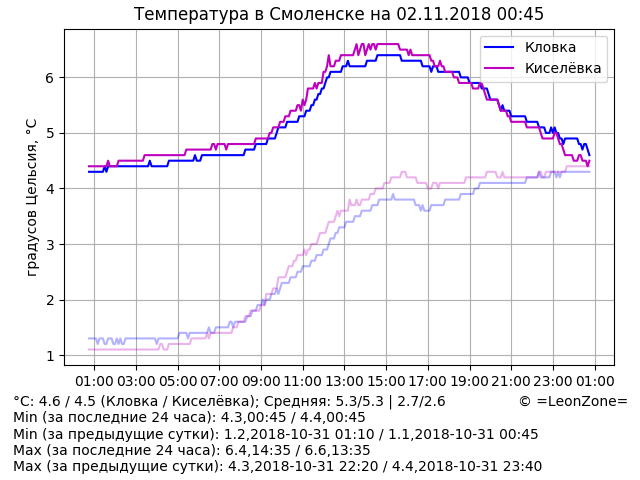 Температура в Смоленске на 02.11.2018 00:45
Кловка
Киселёвка
градусов Цельсия, °C
6
5
4
3
2
1
01:00 03:00 05:00 07:00 09:00 11:00 13:00 15:00 17:00 19:00 21:00 23:00 01:00
°C: 4.6 / 4.5 (Кловка / Киселёвка); Средняя: 5.3/5.3 | 2.7/2.6 © =LeonZone=
Min (за последние 24 часа): 4.3,00:45 / 4.4,00:45
Min (за предыдущие сутки): 1.2,2018-10-31 01:10 / 1.1,2018-10-31 00:45
Max (за последние 24 часа): 6.4,14:35 / 6.6,13:35
Max (за предыдущие сутки): 4.3,2018-10-31 22:20 / 4.4,2018-10-31 23:40